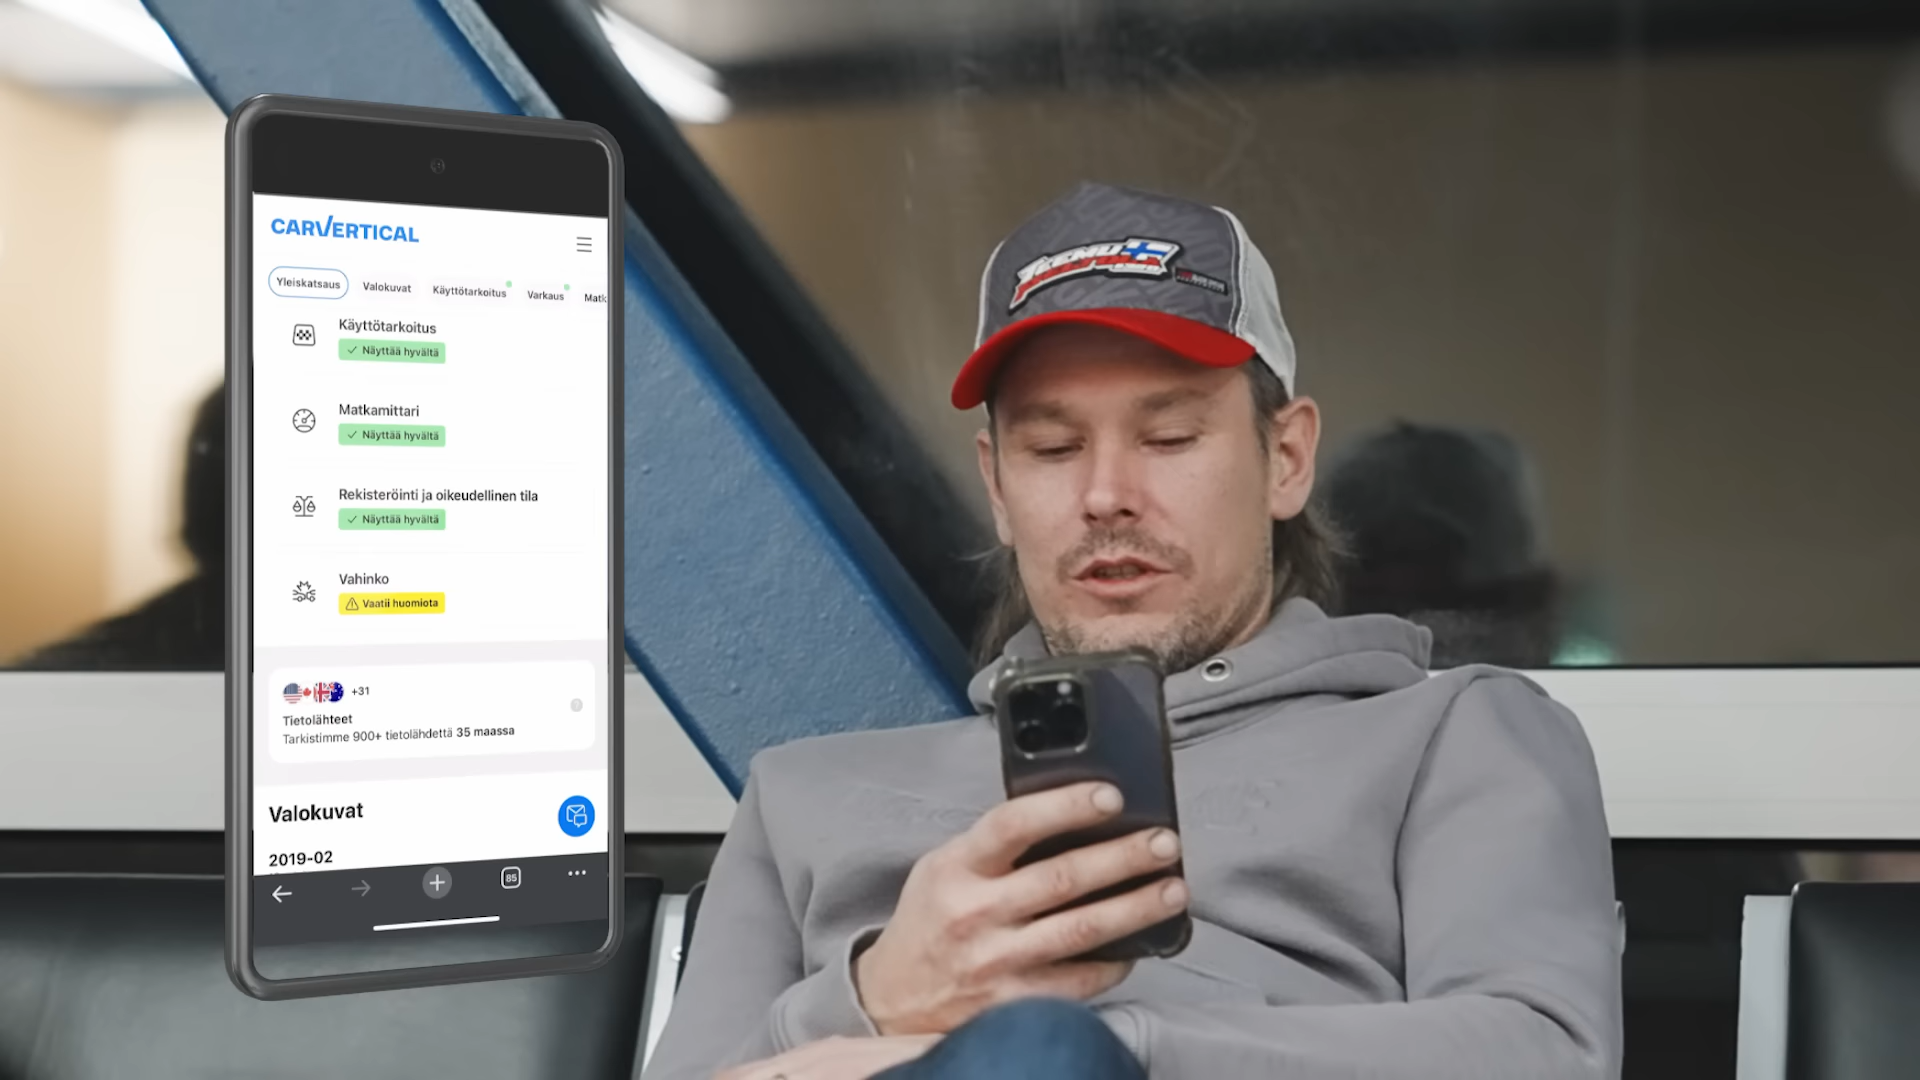 CARVERTICAL
Yleiskatsaus
Valokuvat
Käyttötarkoitus
Varkaus
Matk
Käyttötarkoitus
Näyttää hyvältä
Matkamittari
Näyttää hyvältä
Rekisteröinti ja oikeudellinen tila
Näyttää hyvältä
Vahinko
Vaatii huomiota
+31
Tietolähteet
Tarkistimme 900+ tietolähdettä 35 maassa
Valokuvat
2019-02
85